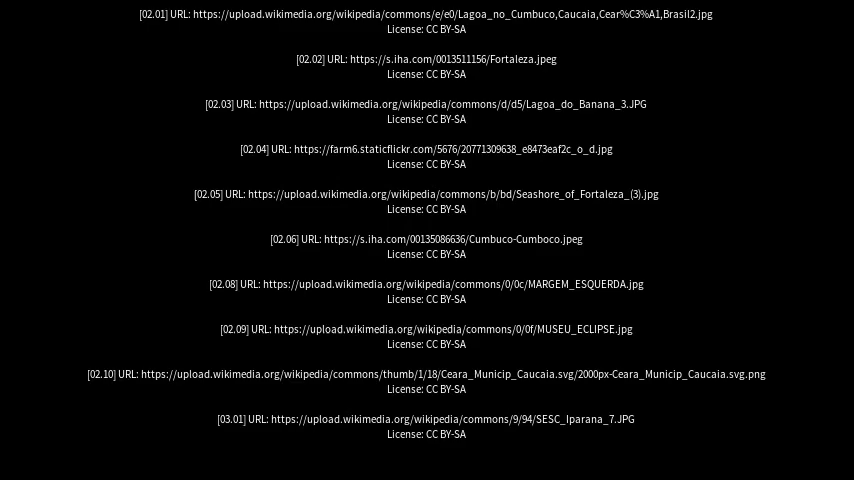 [02.01] URL: https://upload.wikimedia.org/wikipedia/commons/e/e0/Lagoa_no_Cumbuco,Caucaia,Cear%C3%A1,Brasil2.jpg
License: CC BY-SA
[02.02] URL: https://s.iha.com/0013511156/Fortaleza.jpeg
License: CC BY-SA
[02.03] URL: https://upload.wikimedia.org/wikipedia/commons/d/d5/Lagoa_do_Banana_3.JPG
License: CC BY-SA
[02.04] URL: https://farm6.staticflickr.com/5676/20771309638_e8473eaf2c_o_d.jpg
License: CC BY-SA
[02.05] URL: https://upload.wikimedia.org/wikipedia/commons/b/bd/Seashore_of_Fortaleza_(3).jpg
License: CC BY-SA
[02.06] URL: https://s.iha.com/00135086636/Cumbuco-Cumboco.jpeg
License: CC BY-SA
[02.08] URL: https://upload.wikimedia.org/wikipedia/commons/0/0c/MARGEM_ESQUERDA.jpg
License: CC BY-SA
[02.09] URL: https://upload.wikimedia.org/wikipedia/commons/0/0f/MUSEU_ECLIPSE.jpg
License: CC BY-SA
[02.10] URL: https://upload.wikimedia.org/wikipedia/commons/thumb/1/18/Ceara_Municip_Caucaia.svg/2000px-Ceara_Municip_Caucaia.svg.png
License: CC BY-SA
[03.01] URL: https://upload.wikimedia.org/wikipedia/commons/9/94/SESC_Iparana_7.JPG
License: CC BY-SA